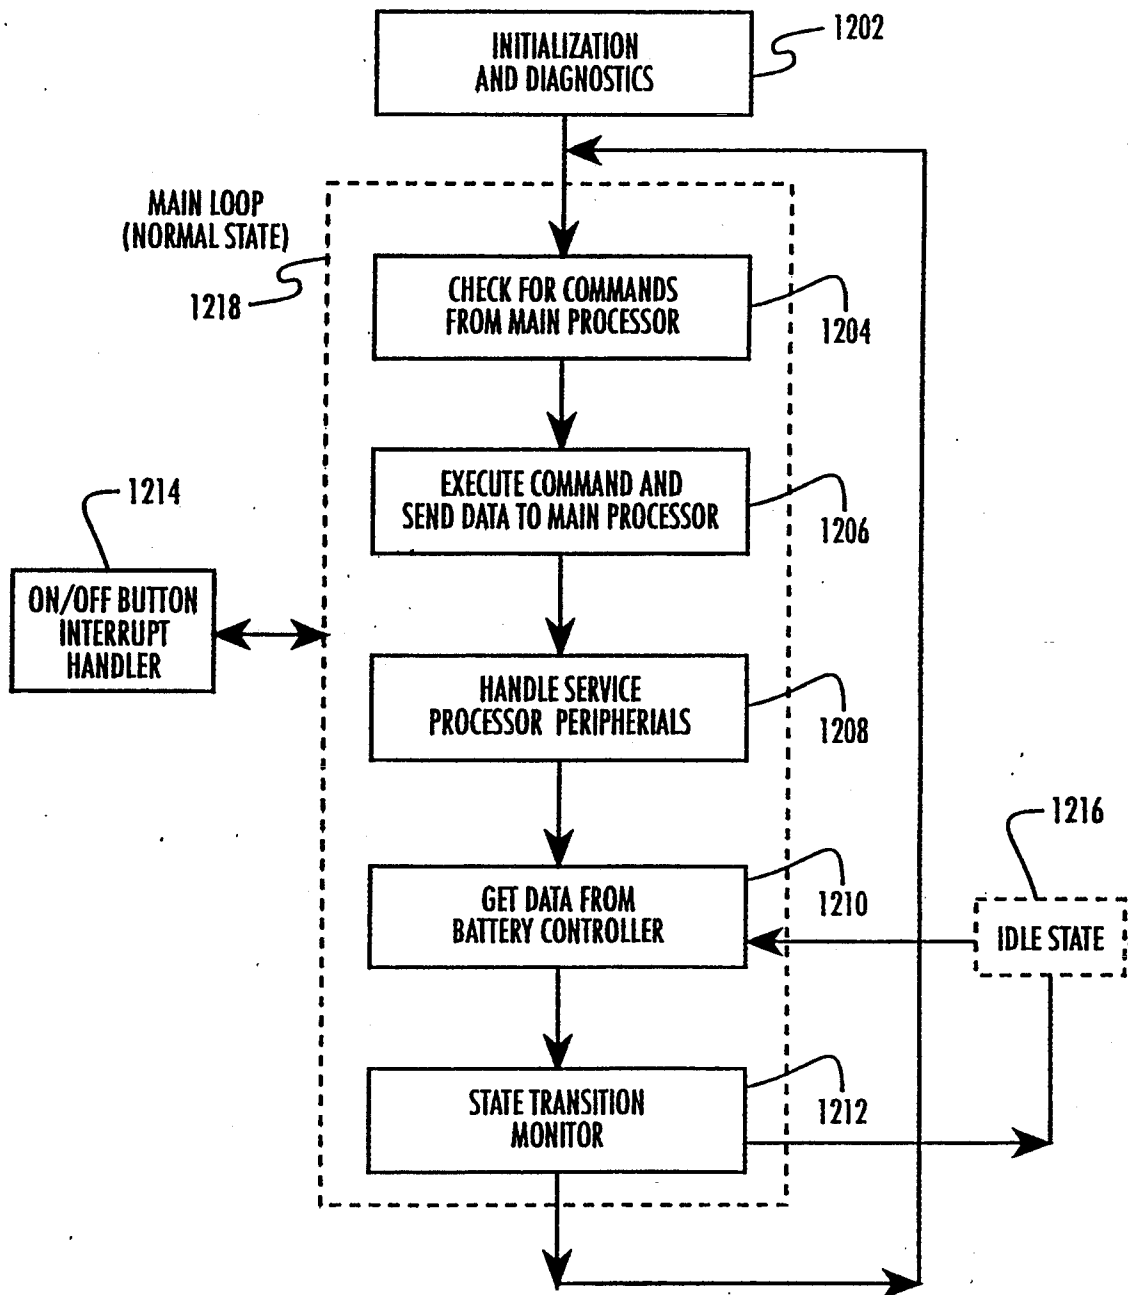 INITIALIZATION
AND DIAGNOSTICS
1202
MAIN LOOP
(NORMAL STATE)
1218
CHECK FOR COMMANDS
FROM MAIN PROCESSOR
1204
EXECUTE COMMAND AND
SEND DATA TO MAIN PROCESSOR
1206
1214
ON/OFF BUTTON
INTERRUPT
HANDLER
HANDLE SERVICE
PROCESSOR PERIPHERIALS
1208
1216
IDLE STATE
GET DATA FROM
BATTERY CONTROLLER
1210
STATE TRANSITION
MONITOR
1212